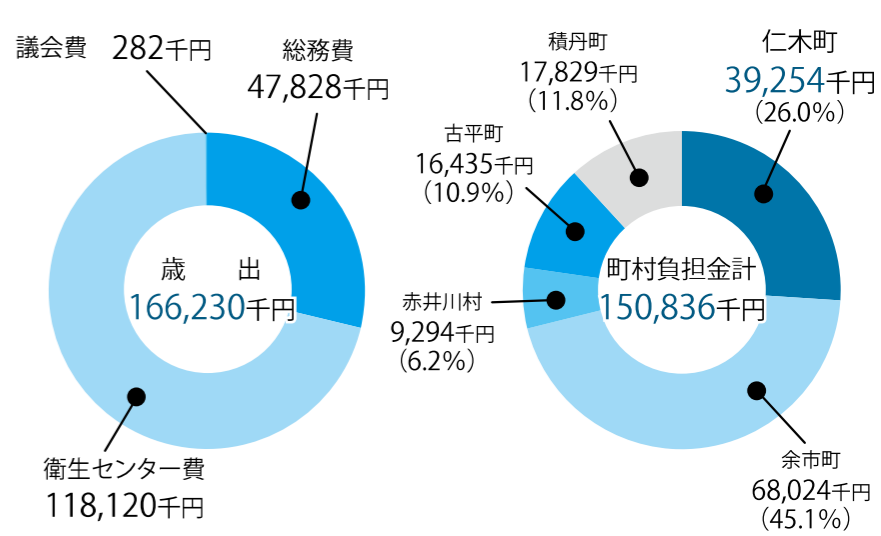 議会費 282千円
総務費
47,828千円
歳 出
166,230千円
衛生センター費
118,120千円
積丹町
17,829千円
（11.8%）
仁木町
39,254千円
（26.0%）
古平町
16,435千円
（10.9%）
町村負担金計
150,836千円
赤井川村
9,294千円
（6.2%）
余市町
68,024千円
（45.1%）